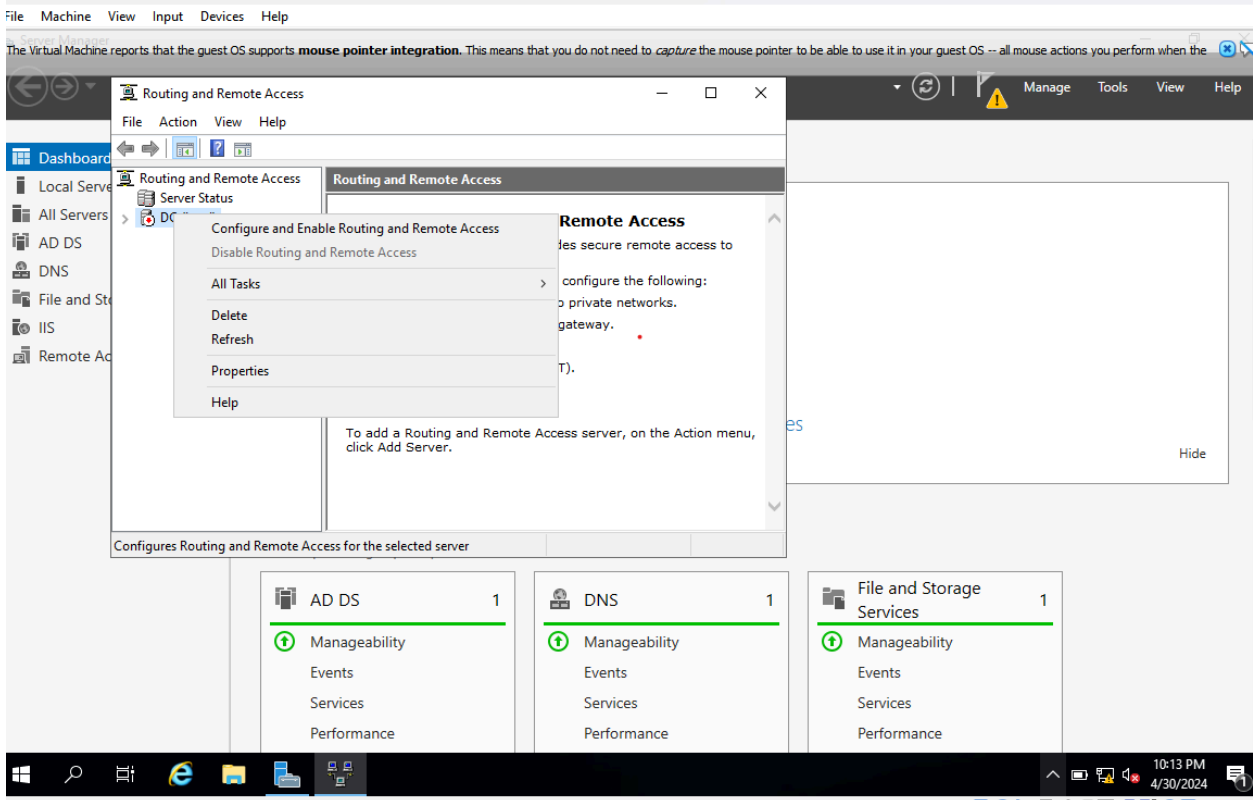 File Machine View Input Devices Help
Server Manager
The Virtual Machine reports that the guest OS supports mouse pointer integration. This means that you do not need to capture the mouse pointer to be able to use it in your guest OS -- all mouse actions you perform when the
Manage Tools View Help
Routing and Remote Access
File Action View Help
Dashboard
Local Serve
All Servers
AD DS
DNS
File and Sto
IIS
Remote Ac
Routing and Remote Access
Server Status
DC
Routing and Remote Access
Remote Access
des secure remote access to
configure the following:
o private networks.
gateway.
T).
To add a Routing and Remote Access server, on the Action menu,
click Add Server.
Configure and Enable Routing and Remote Access
Disable Routing and Remote Access
All Tasks
Delete
Refresh
Properties
Help
Configures Routing and Remote Access for the selected server
es
Hide
AD DS 1
Manageability
Events
Services
Performance
DNS 1
Manageability
Events
Services
Performance
File and Storage
Services 1
Manageability
Events
Services
Performance
10:13 PM
4/30/2024
1